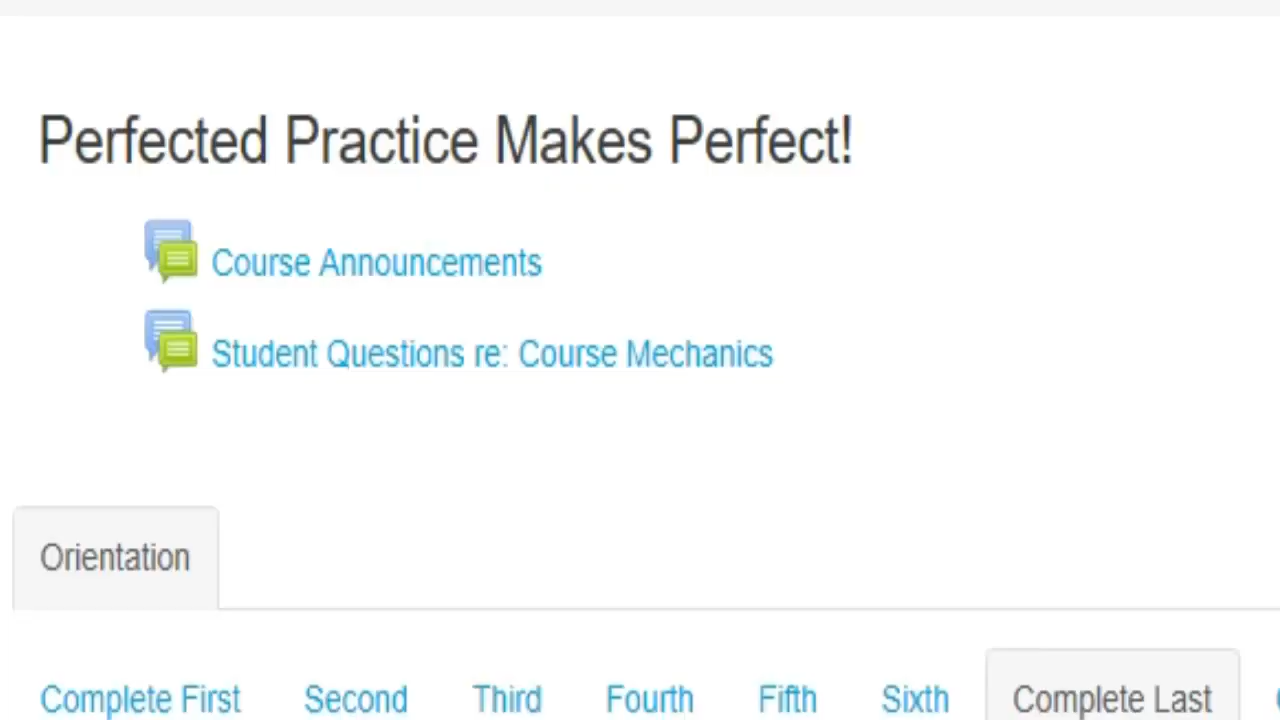 Perfected Practice Makes Perfect!
Course Announcements
Student Questions re: Course Mechanics
Orientation
Complete First Second Third Fourth Fifth Sixth Complete Last